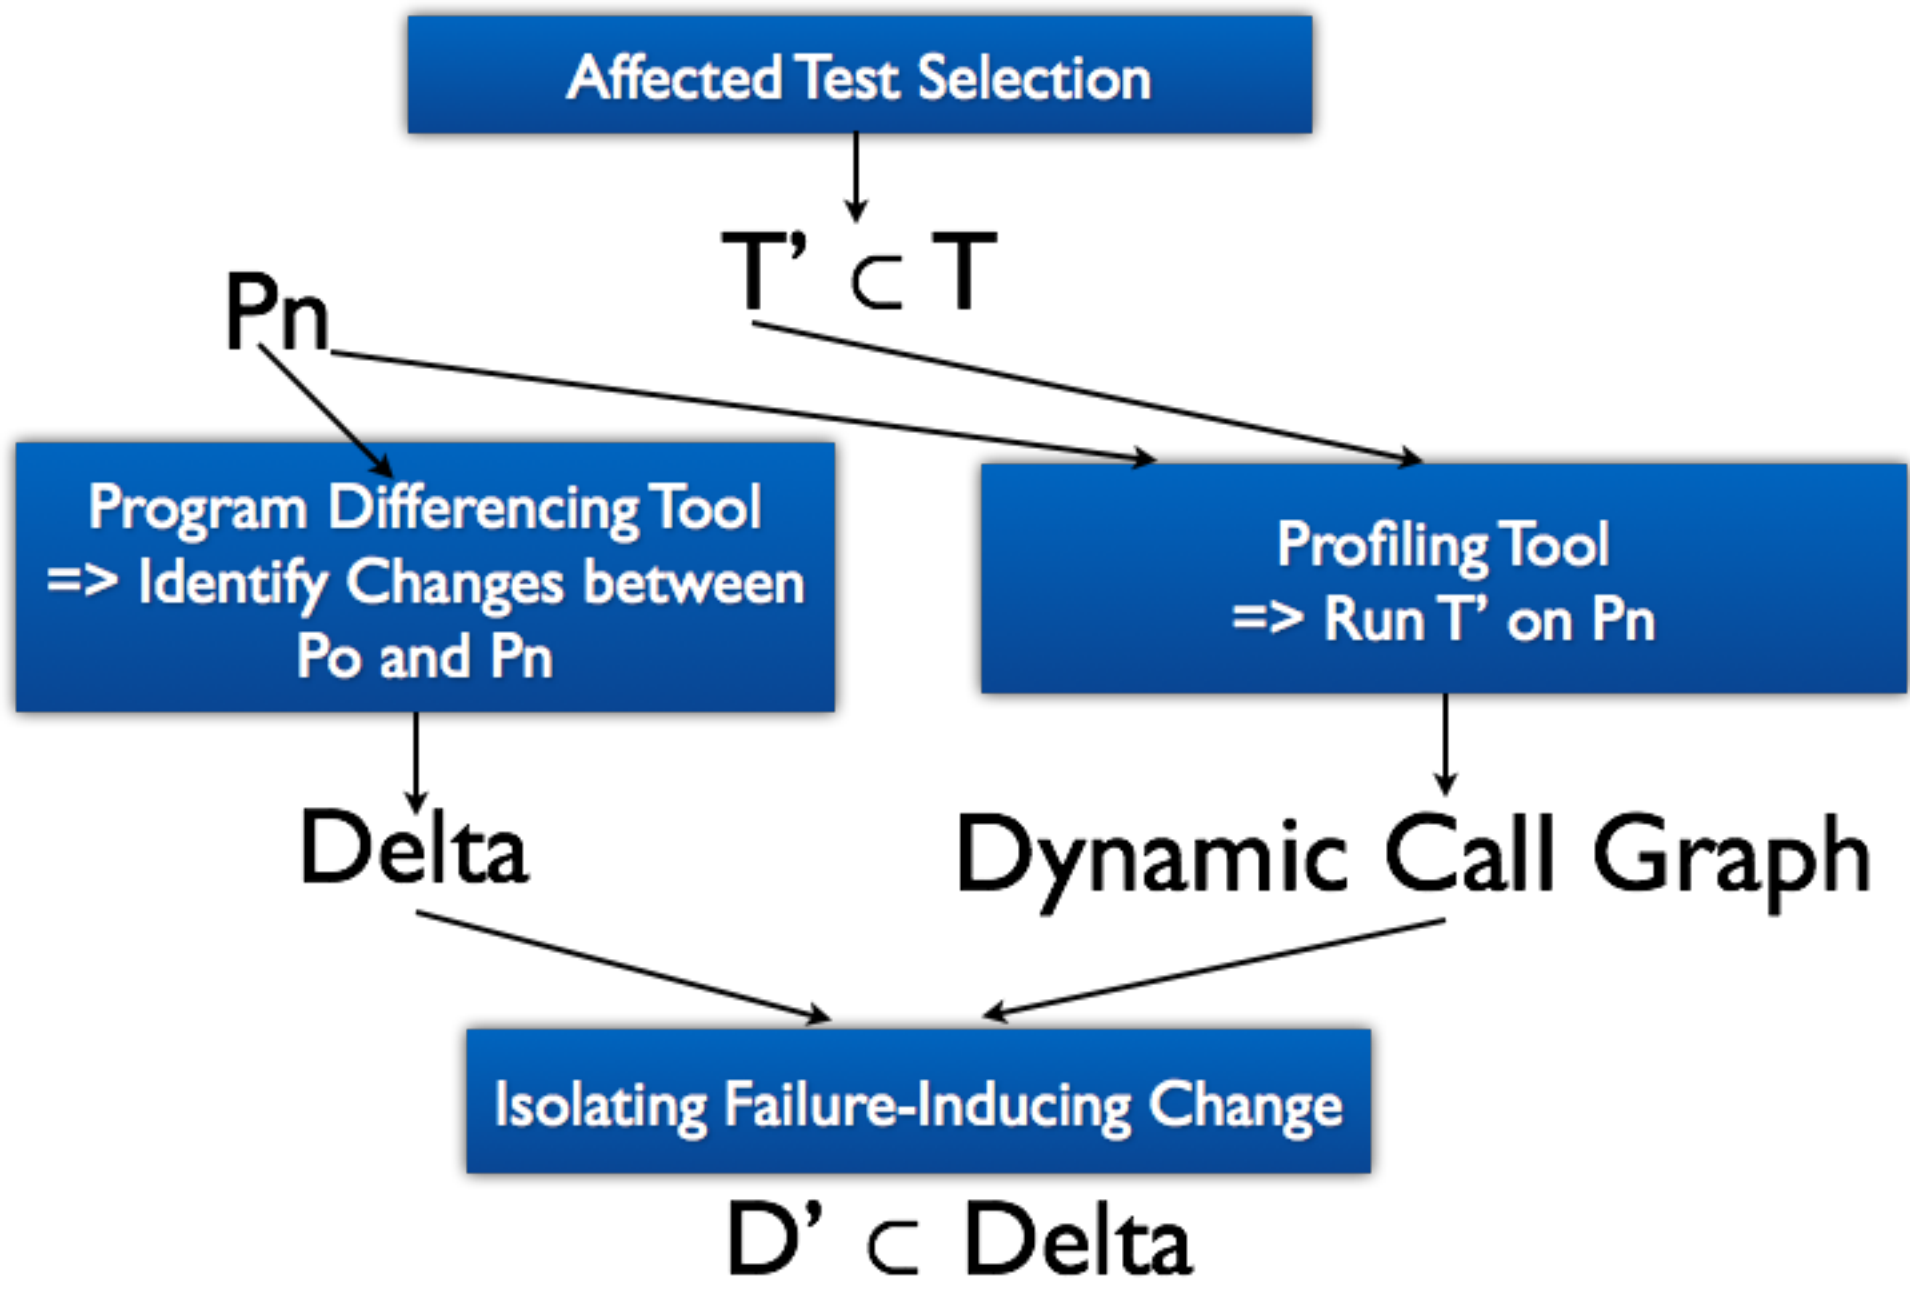 Affected Test Selection
T’ ⊂ T
Pn
Program Differencing Tool
=> Identify Changes between
Po and Pn
Profiling Tool
=> Run T’ on Pn
Delta
Dynamic Call Graph
Isolating Failure-Inducing Change
D’ ⊂ Delta